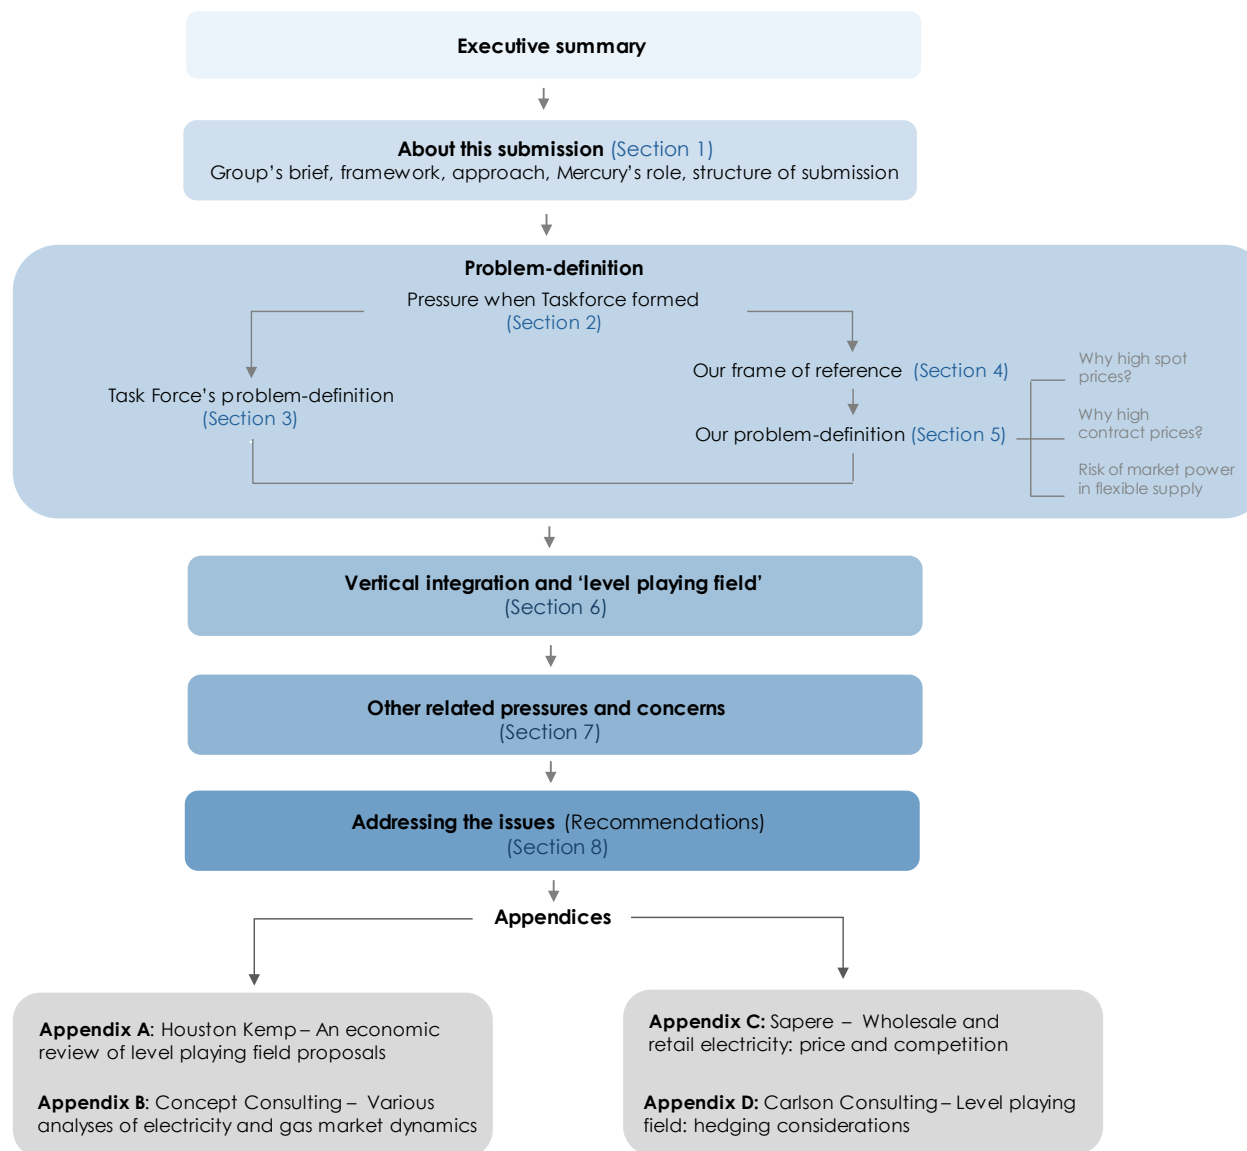 Executive summary
About this submission (Section 1)
Group's brief, framework, approach, Mercury's role, structure of submission
Problem-definition
Pressure when Taskforce formed
(Section 2)
Task Force's problem-definition
(Section 3)
Our frame of reference (Section 4)
Our problem-definition (Section 5)
Why high spot
prices?
Why high
contract prices?
Risk of market power
in flexible supply
Vertical integration and 'level playing field'
(Section 6)
Other related pressures and concerns
(Section 7)
Addressing the issues (Recommendations)
(Section 8)
Appendices
Appendix A: Houston Kemp – An economic
review of level playing field proposals
Appendix B: Concept Consulting – Various
analyses of electricity and gas market dynamics
Appendix C: Sapere – Wholesale and
retail electricity: price and competition
Appendix D: Carlson Consulting – Level playing
field: hedging considerations